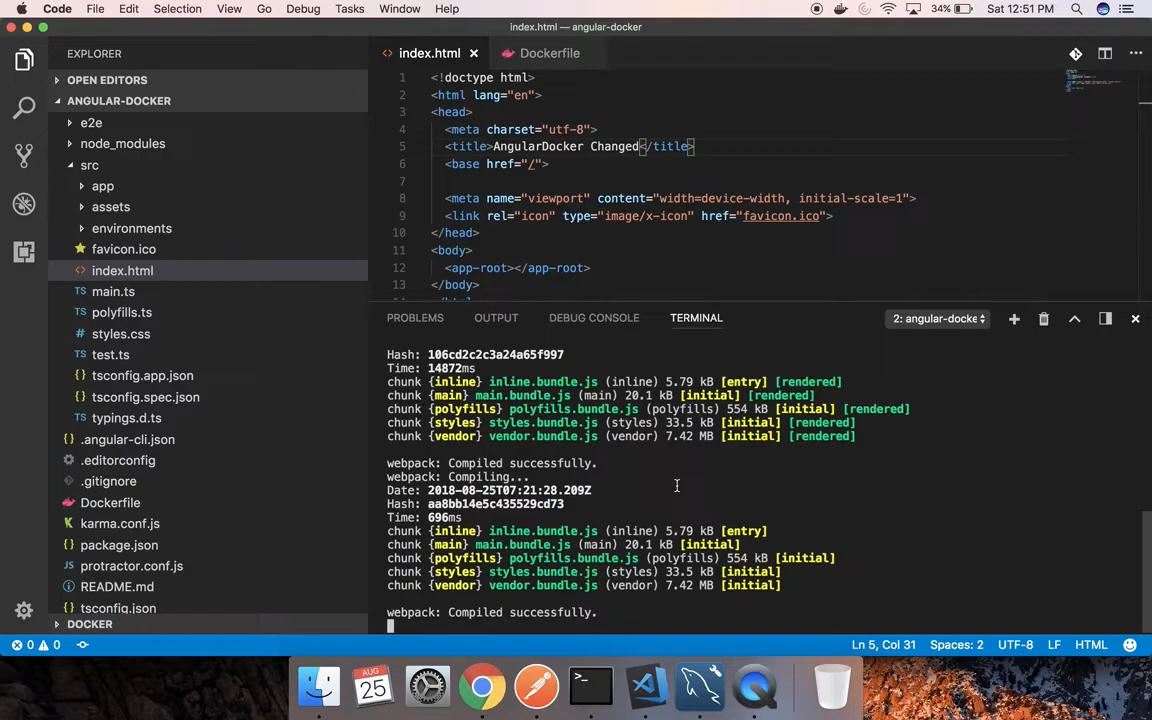 Code File Edit Selection View Go Debug Tasks Window Help 34% Sat 12:51 PM
index.html — angular-docker
EXPLORER
OPEN EDITORS
ANGULAR-DOCKER
e2e
node_modules
src
app
assets
environments
favicon.ico
<> index.html
TS main.ts
TS polyfills.ts
# styles.css
TS test.ts
{} tsconfig.app.json
{} tsconfig.spec.json
TS typings.d.ts
{} .angular-cli.json
.editorconfig
.gitignore
Dockerfile
karma.conf.js
{} package.json
protractor.conf.js
README.md
{} tsconfig.json
DOCKER
<> index.html × Dockerfile
1 <!doctype html>
2 <html lang="en">
3 <head>
4 <meta charset="utf-8">
5 <title>AngularDocker Changed</title>
6 <base href="/">
7
8 <meta name="viewport" content="width=device-width, initial-scale=1">
9 <link rel="icon" type="image/x-icon" href="favicon.ico">
10 </head>
11 <body>
12 <app-root></app-root>
13 </body>
PROBLEMS OUTPUT DEBUG CONSOLE TERMINAL 2: angular-docke
Hash: 106cd2c2c3a24a65f997
Time: 14872ms
chunk {inline} inline.bundle.js (inline) 5.79 kB [entry] [rendered]
chunk {main} main.bundle.js (main) 20.1 kB [initial] [rendered]
chunk {polyfills} polyfills.bundle.js (polyfills) 554 kB [initial] [rendered]
chunk {styles} styles.bundle.js (styles) 33.5 kB [initial] [rendered]
chunk {vendor} vendor.bundle.js (vendor) 7.42 MB [initial] [rendered]
webpack: Compiled successfully.
webpack: Compiling...
Date: 2018-08-25T07:21:28.209Z
Hash: aa8bb14e5c435529cd73
Time: 696ms
chunk {inline} inline.bundle.js (inline) 5.79 kB [entry]
chunk {main} main.bundle.js (main) 20.1 kB [initial]
chunk {polyfills} polyfills.bundle.js (polyfills) 554 kB [initial]
chunk {styles} styles.bundle.js (styles) 33.5 kB [initial]
chunk {vendor} vendor.bundle.js (vendor) 7.42 MB [initial]
webpack: Compiled successfully.
0 0 Ln 5, Col 31 Spaces: 2 UTF-8 LF HTML
AUG
25